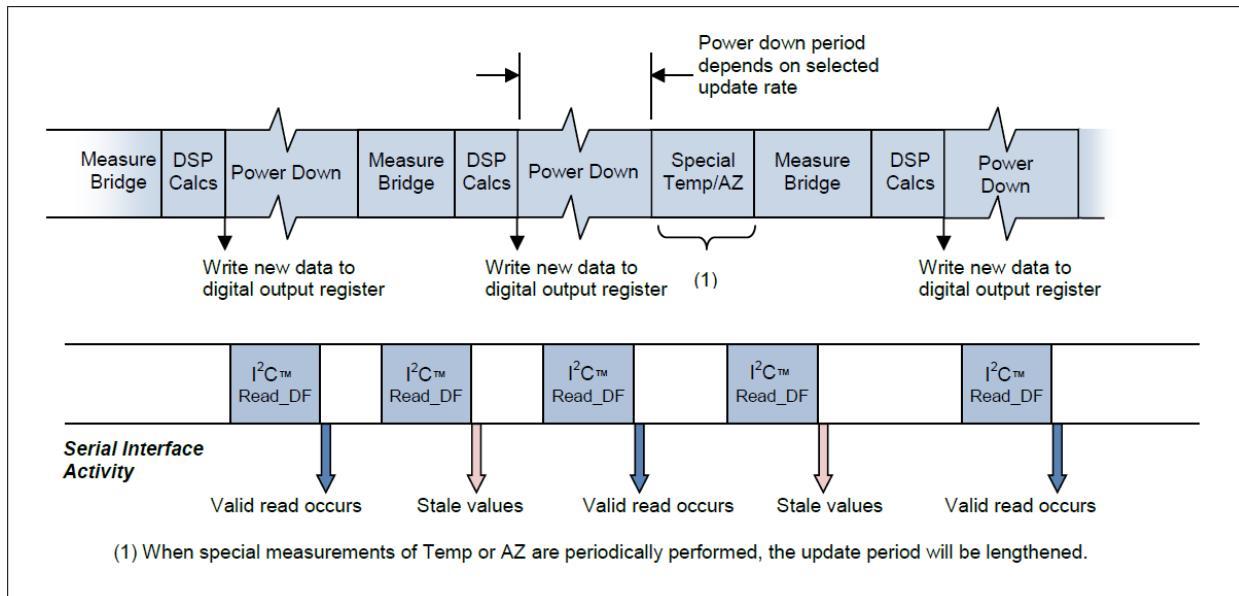 Power down period
depends on selected
update rate
Measure
Bridge
DSP
Calcs
Power Down
Measure
Bridge
DSP
Calcs
Power Down
Special
Temp/AZ
Measure
Bridge
DSP
Calcs
Power
Down
Write new data to
digital output register
Write new data to
digital output register
(1)
Write new data to
digital output register
I²C™
Read_DF
I²C™
Read_DF
I²C™
Read_DF
I²C™
Read_DF
I²C™
Read_DF
Serial Interface
Activity
Valid read occurs
Stale values
Valid read occurs
Stale values
Valid read occurs
(1) When special measurements of Temp or AZ are periodically performed, the update period will be lengthened.